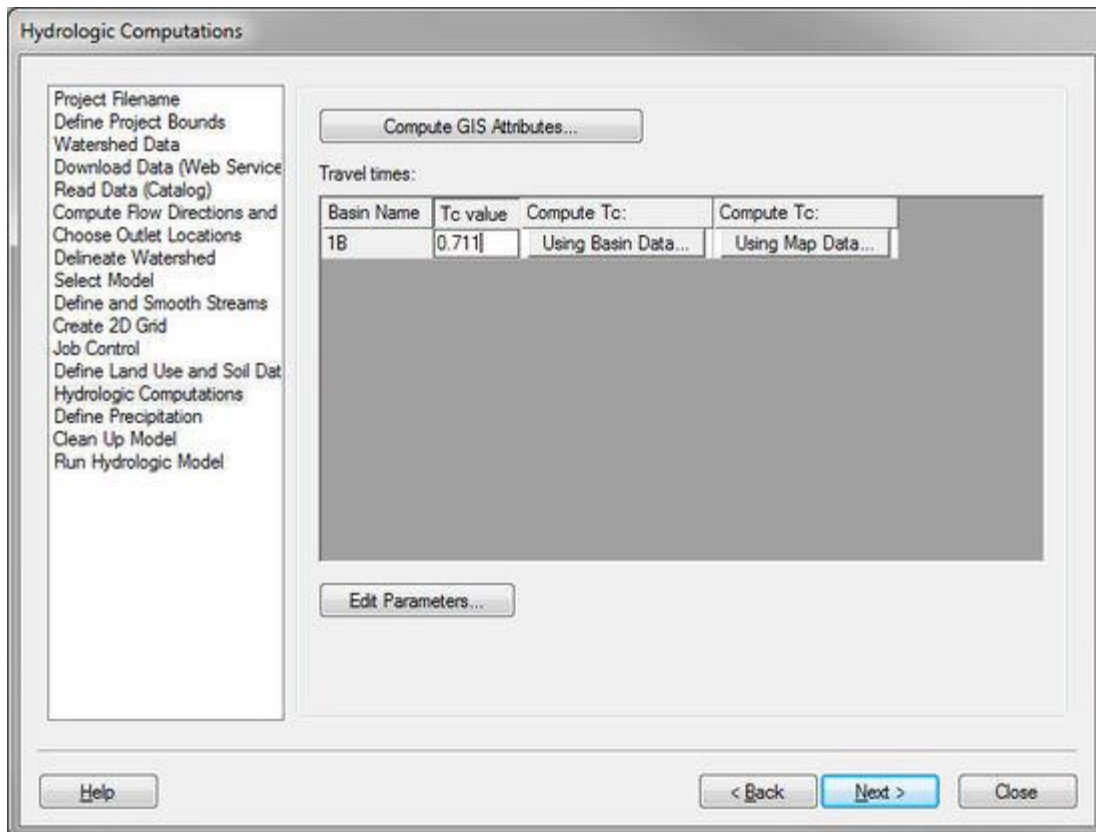 Hydrologic Computations
Project Filename
Define Project Bounds
Watershed Data
Download Data (Web Service
Read Data (Catalog)
Compute Flow Directions and
Choose Outlet Locations
Delineate Watershed
Select Model
Define and Smooth Streams
Create 2D Grid
Job Control
Define Land Use and Soil Dat
Hydrologic Computations
Define Precipitation
Clean Up Model
Run Hydrologic Model
Compute GIS Attributes...
Travel times:
Basin Name Tc value Compute Tc: Compute Tc:
1B 0.711 Using Basin Data... Using Map Data...
Edit Parameters...
Help < Back Next > Close